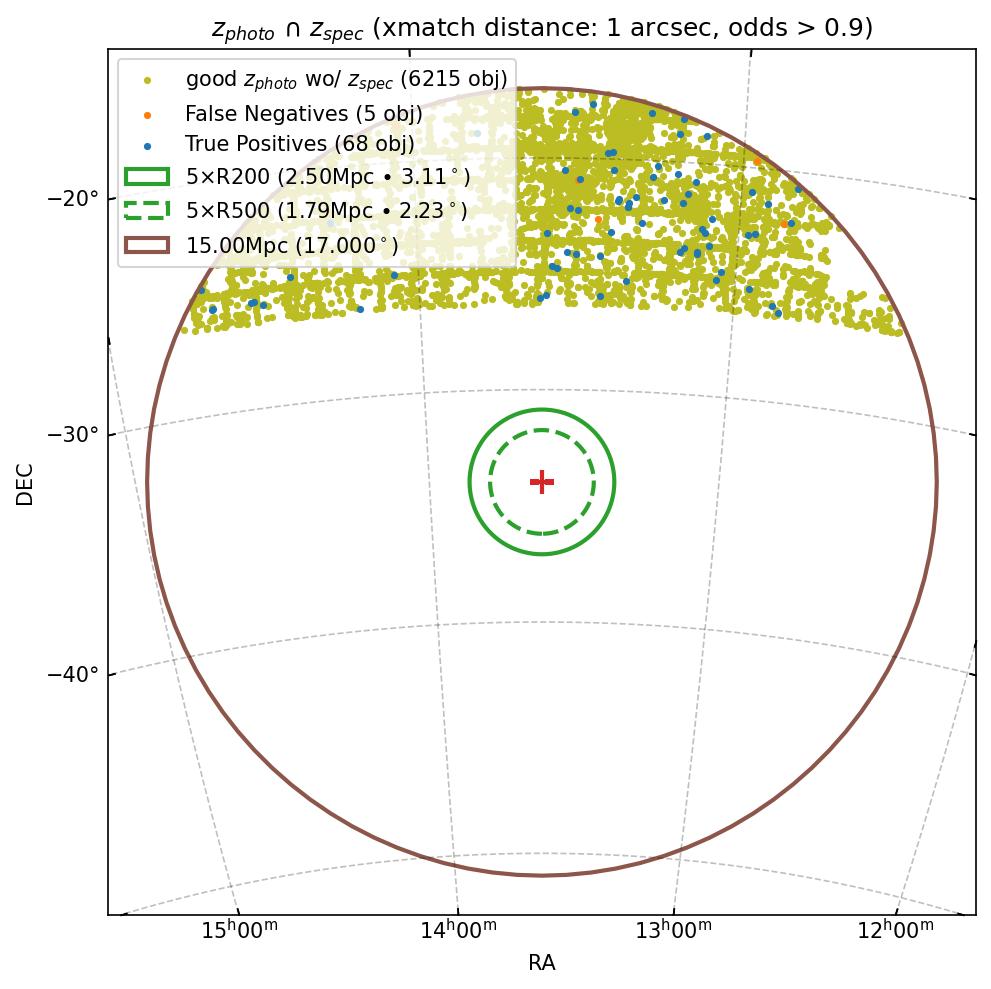 z_photo ∩ z_spec (xmatch distance: 1 arcsec, odds > 0.9)
good z_photo wo/ z_spec (6215 obj)
False Negatives (5 obj)
True Positives (68 obj)
5×R200 (2.50Mpc • 3.11°)
5×R500 (1.79Mpc • 2.23°)
15.00Mpc (17.000°)
−20°
−30°
−40°
DEC
15h00m
14h00m
13h00m
12h00m
RA